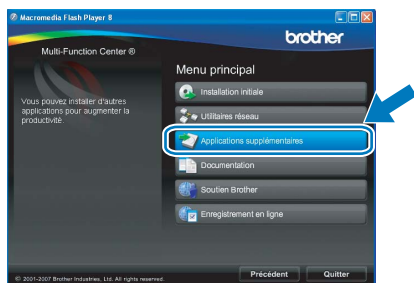 Macromedia Flash Player 8
brother
Multi-Function Center ®
Menu principal
Vous pouvez installer d'autres
applications pour augmenter la
productivité.
Installation initiale
Utilitaires réseau
Applications supplémentaires
Documentation
Soutien Brother
Enregistrement en ligne
© 2001-2007 Brother Industries, Ltd. All rights reserved.
Précédent
Quitter